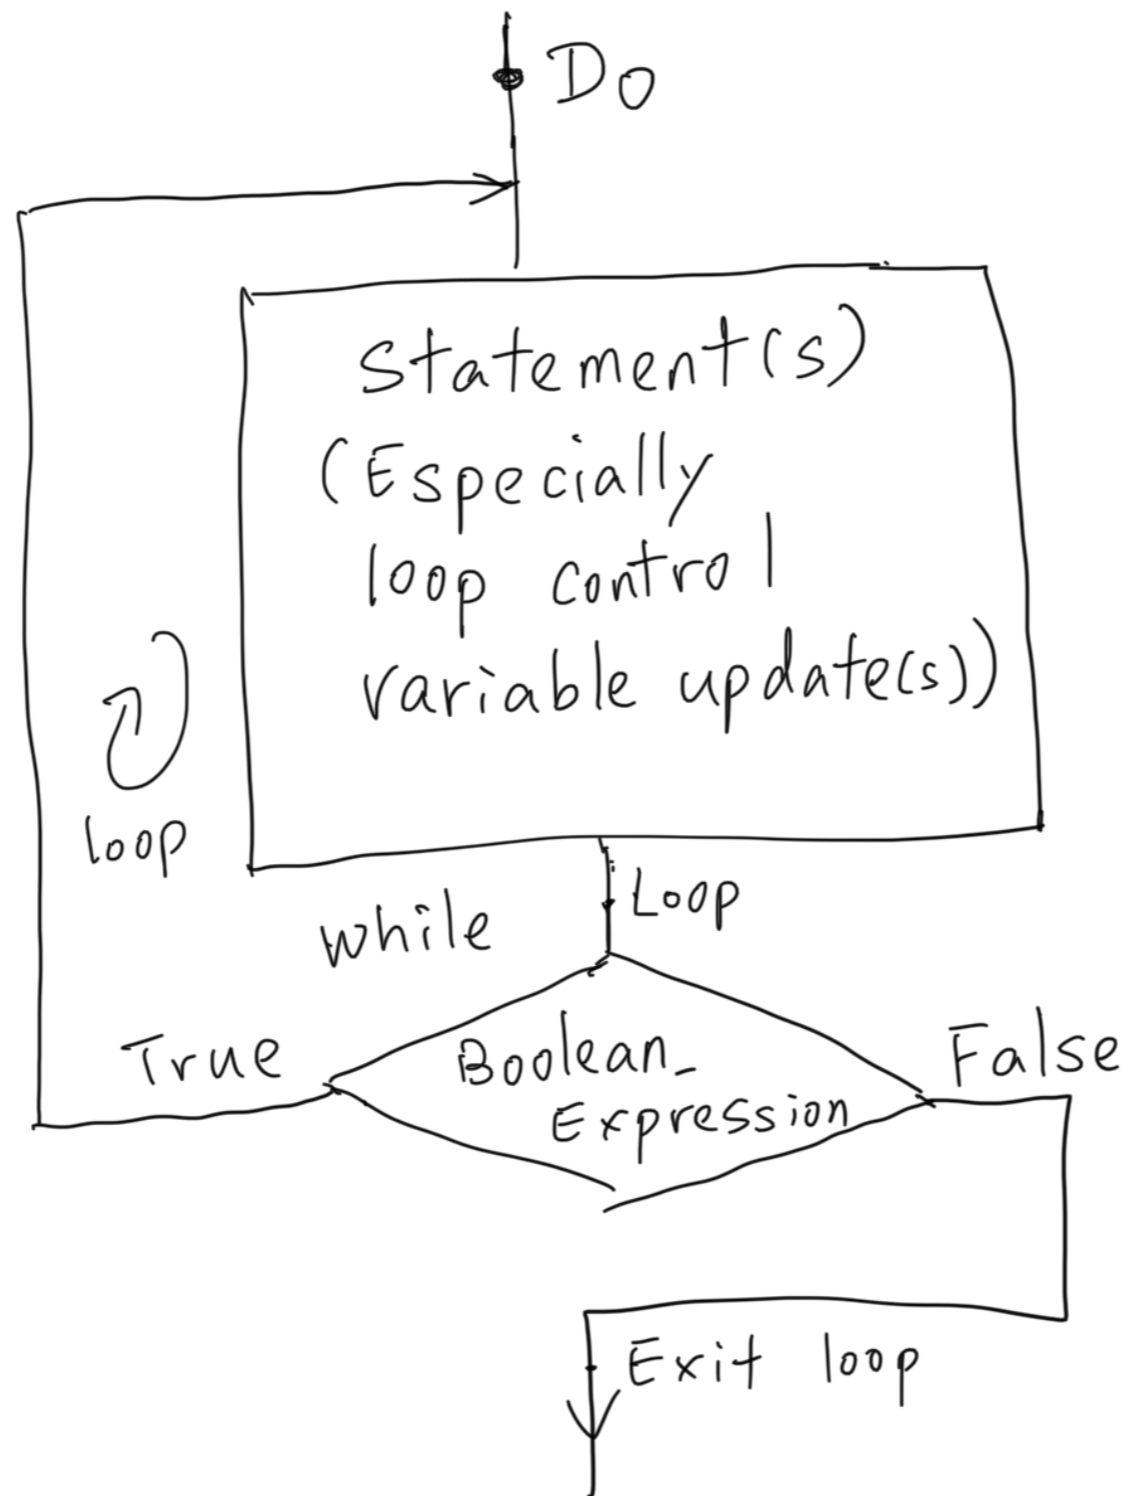 Do
Statement(s)
(Especially
loop control
variable update(s))
loop
while
Loop
True
Boolean_
Expression
False
Exit loop